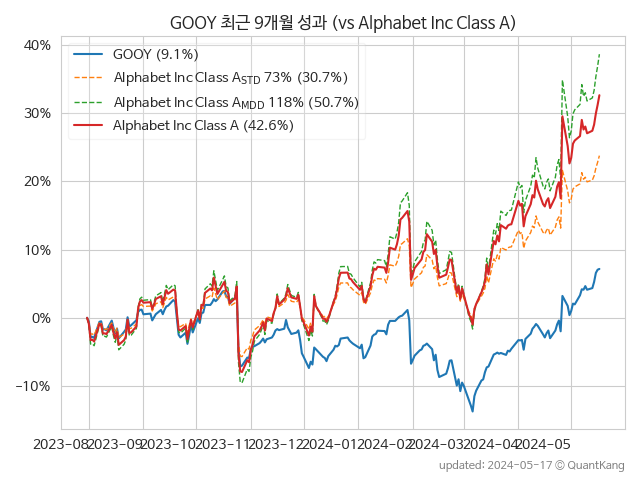 GOOY 최근 9개월 성과 (vs Alphabet Inc Class A)
GOOY (9.1%)
Alphabet Inc Class A_STD 73% (30.7%)
Alphabet Inc Class A_MDD 118% (50.7%)
Alphabet Inc Class A (42.6%)
40%
30%
20%
10%
0%
−10%
2023-08 2023-09 2023-10 2023-11 2023-12 2024-01 2024-02 2024-03 2024-04 2024-05
updated: 2024-05-17 ⓒ QuantKang